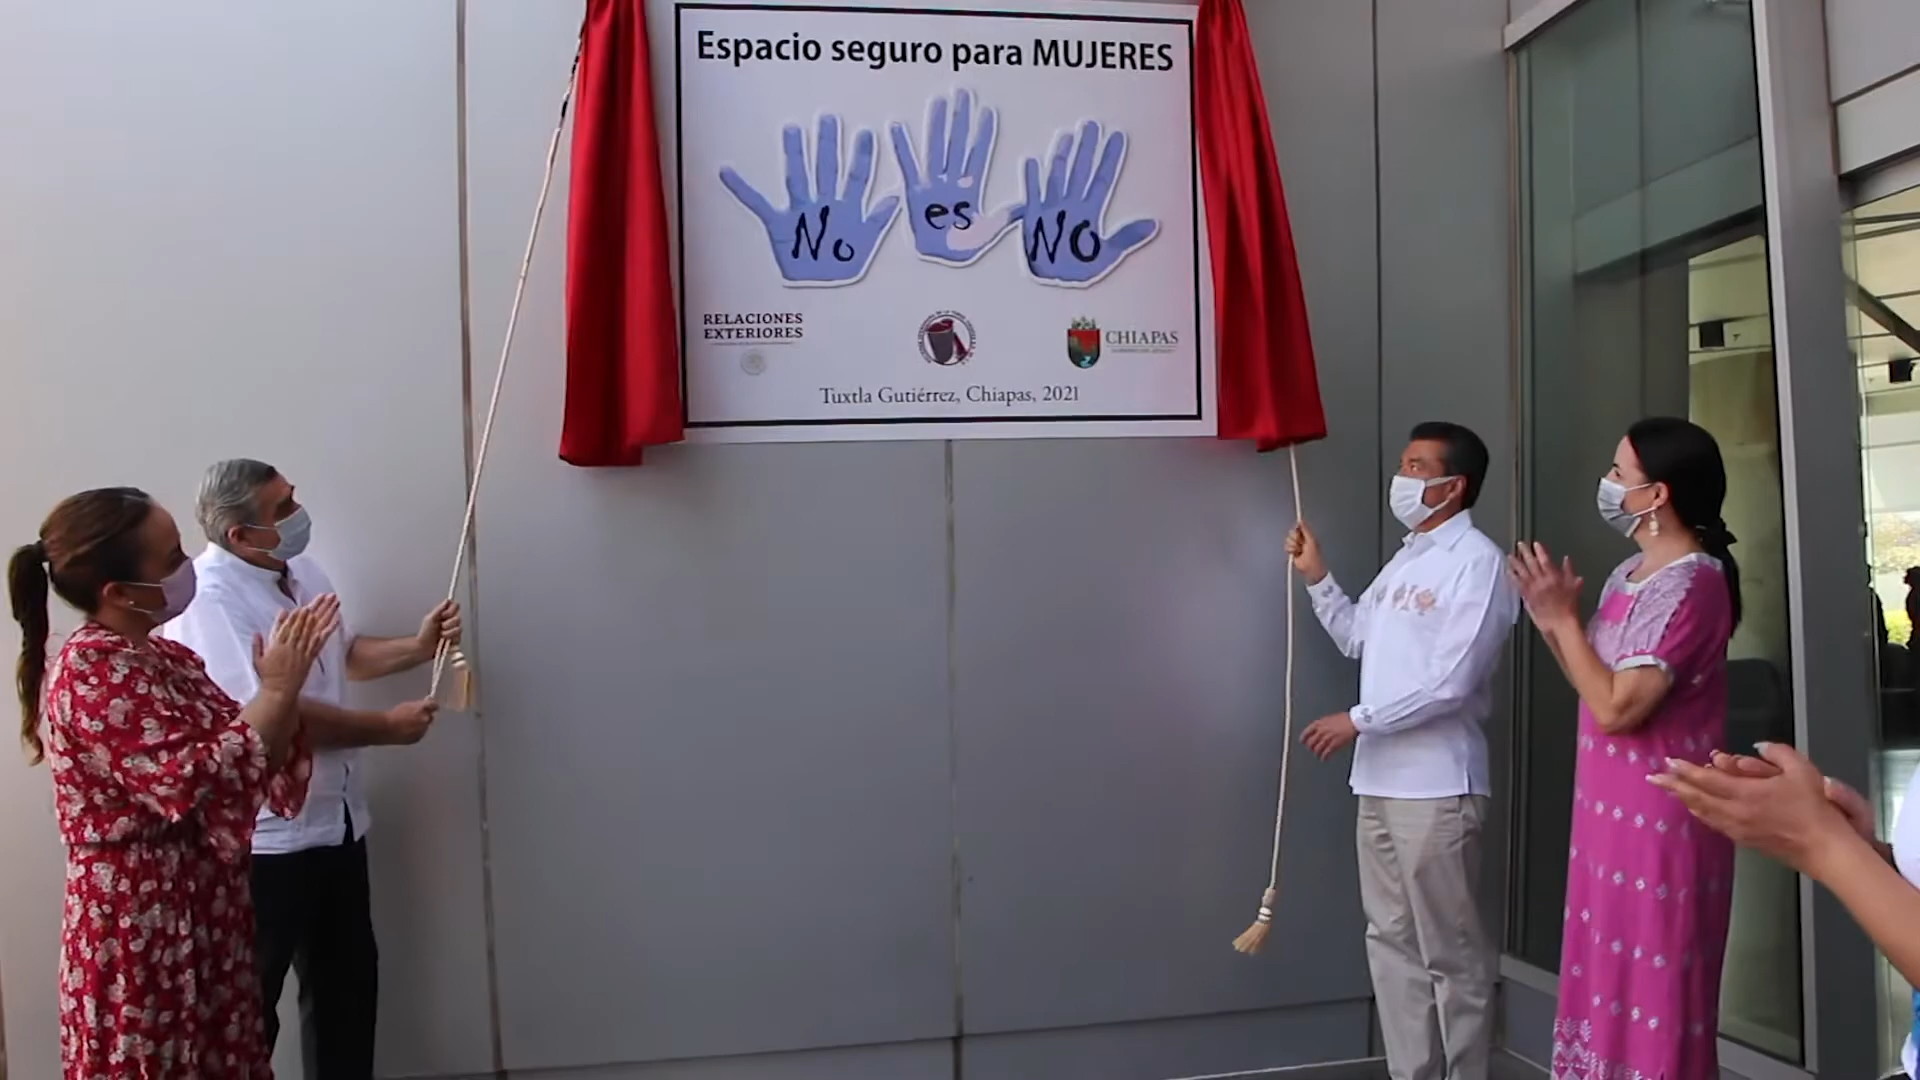 Espacio seguro para MUJERES
No es NO
RELACIONES
EXTERIORES
CHIAPAS
Tuxtla Gutiérrez, Chiapas, 2021